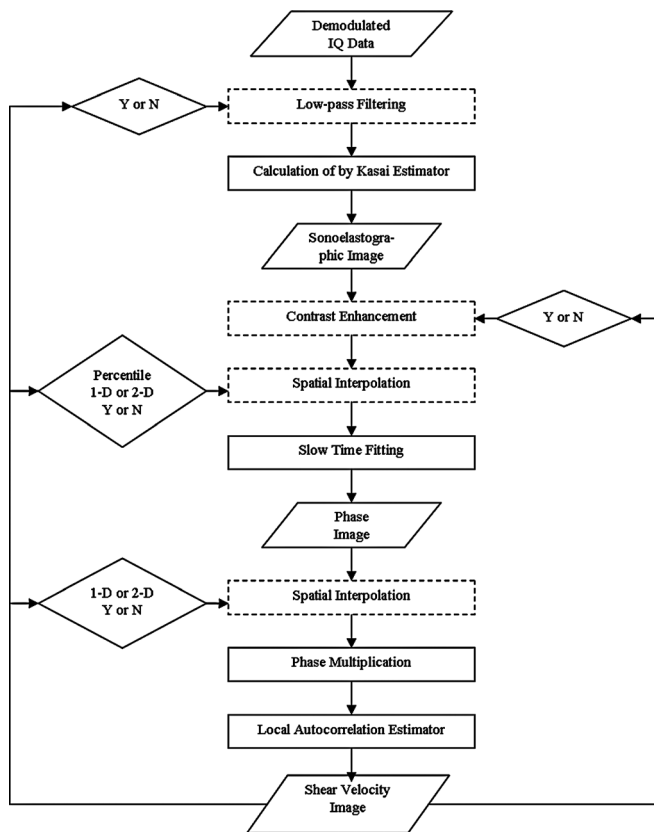 Demodulated
IQ Data
Y or N
Low-pass Filtering
Calculation of by Kasai Estimator
Sonoelastogra-
phic Image
Contrast Enhancement
Y or N
Percentile
1-D or 2-D
Y or N
Spatial Interpolation
Slow Time Fitting
Phase
Image
1-D or 2-D
Y or N
Spatial Interpolation
Phase Multiplication
Local Autocorrelation Estimator
Shear Velocity
Image